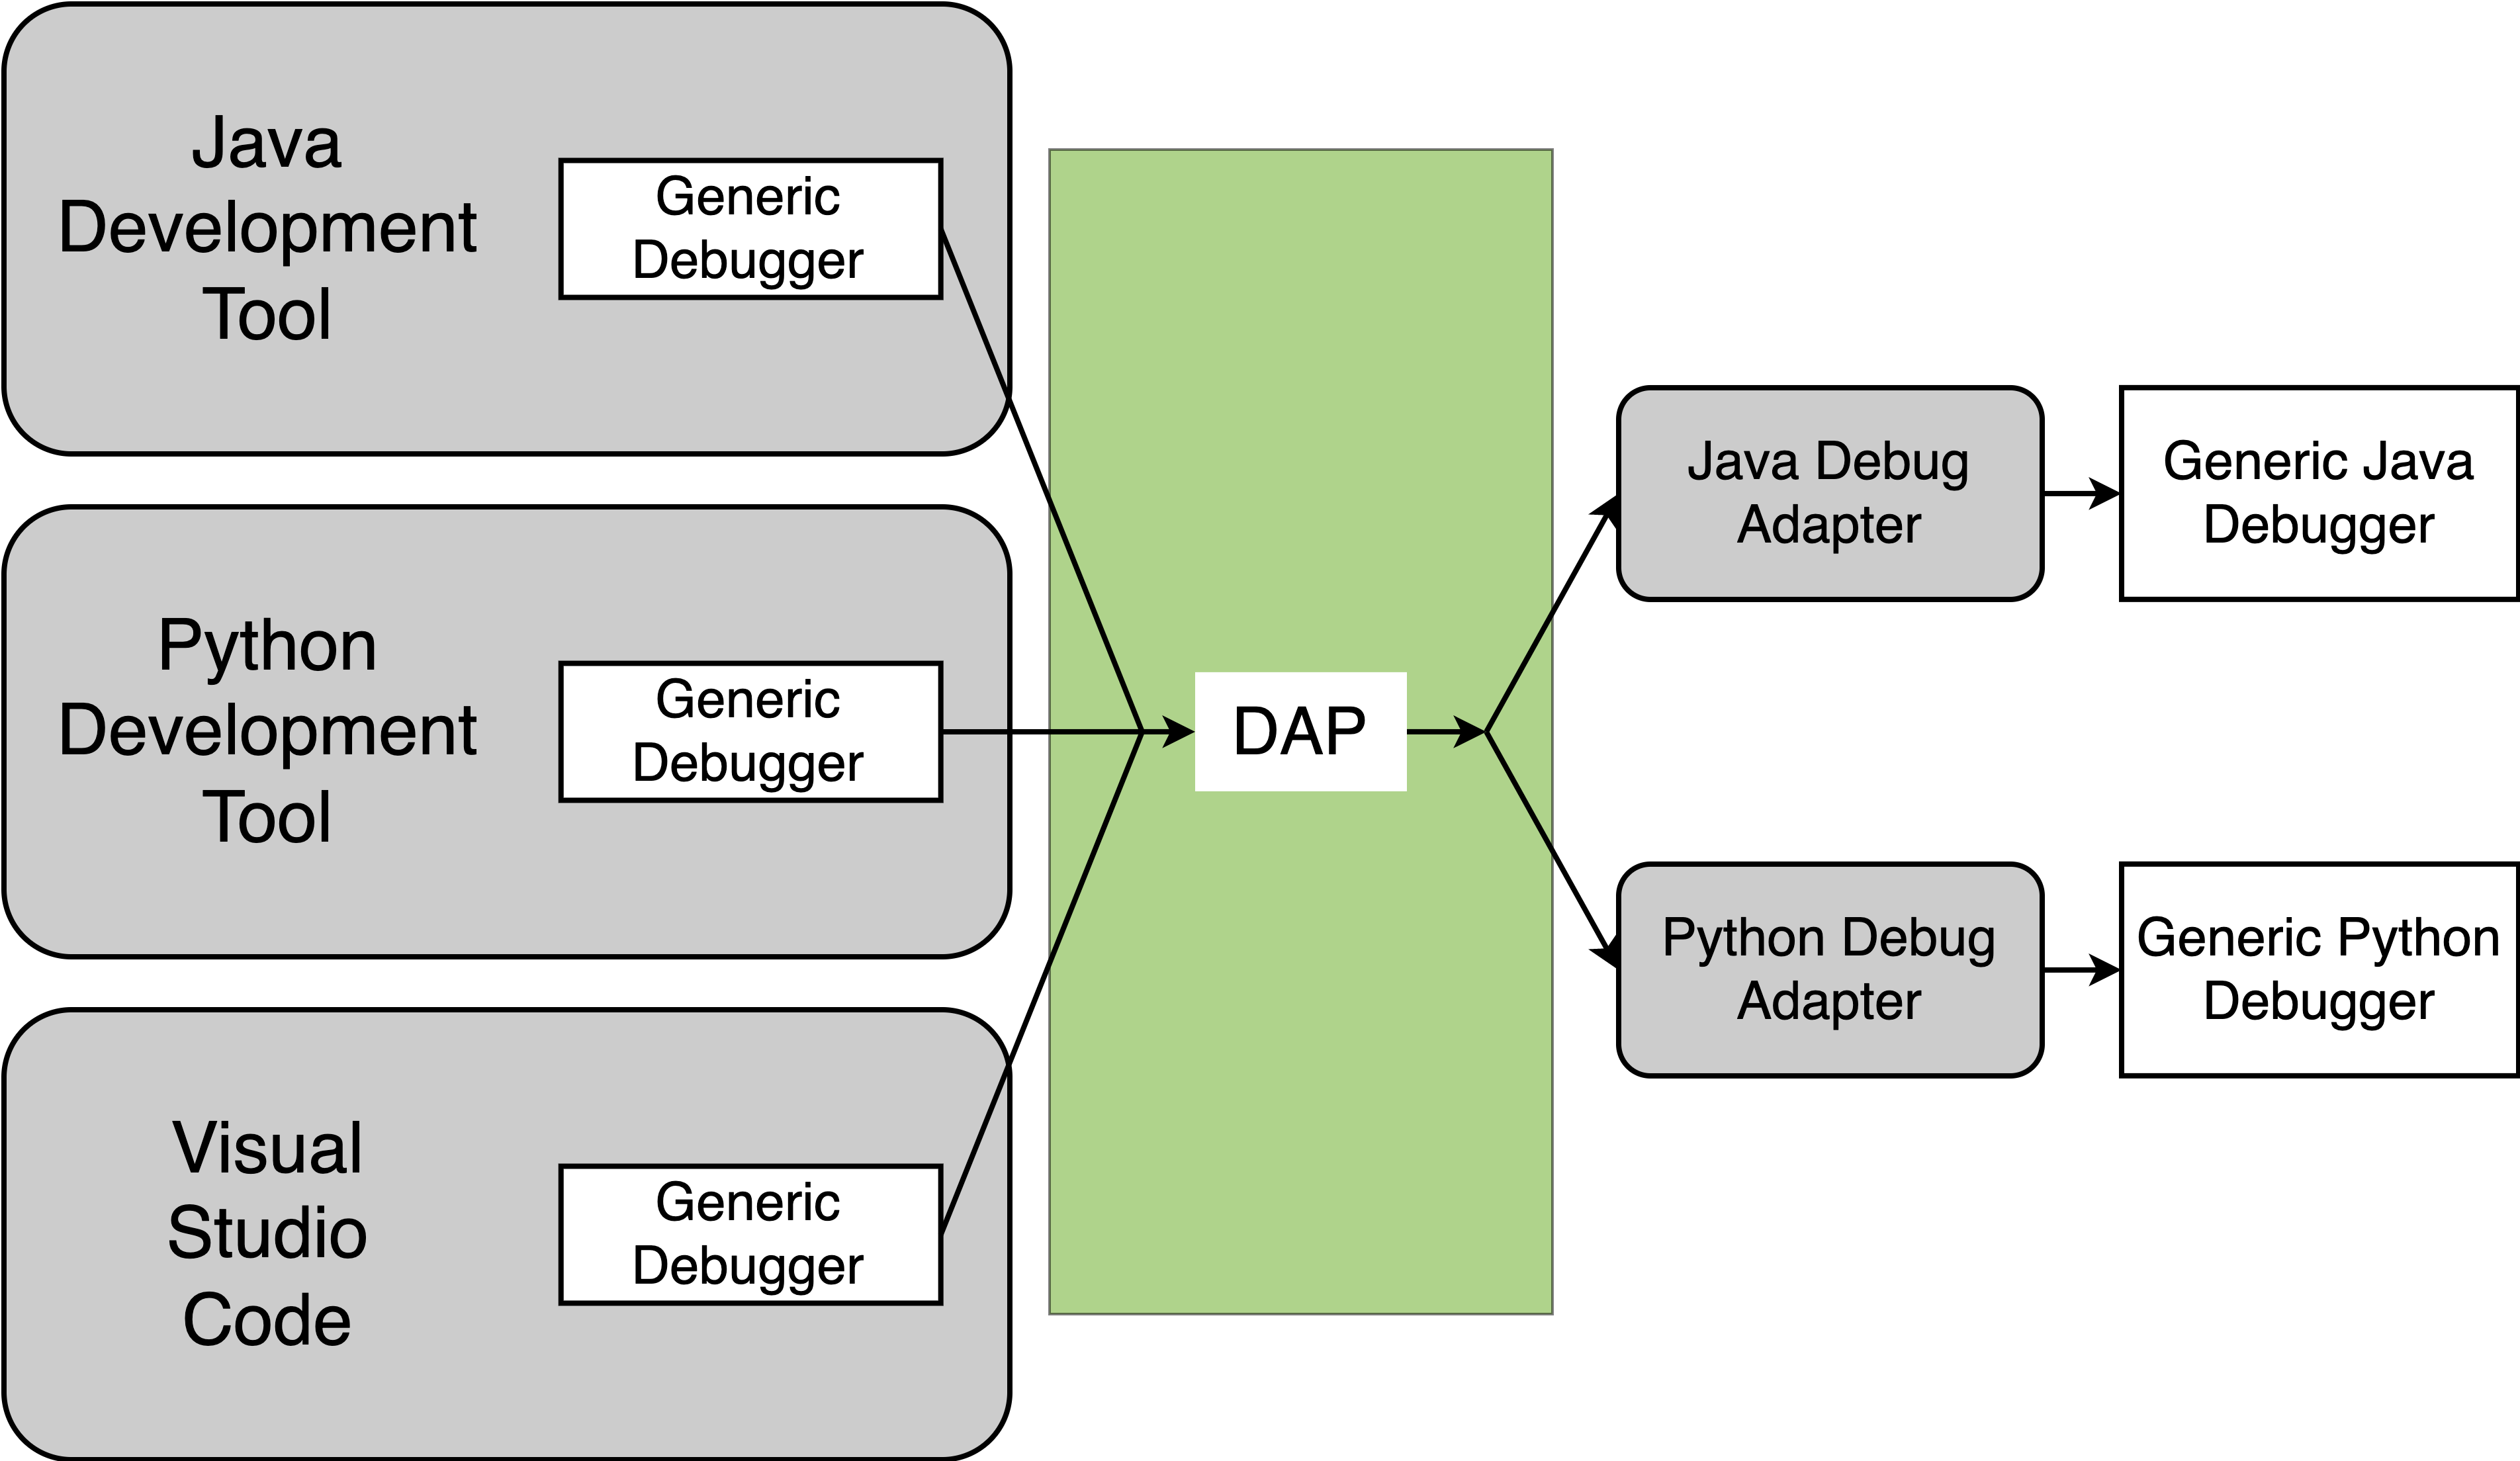 Java
Development
Tool
Generic
Debugger
Python
Development
Tool
Generic
Debugger
Visual
Studio
Code
Generic
Debugger
DAP
Java Debug
Adapter
Generic Java
Debugger
Python Debug
Adapter
Generic Python
Debugger